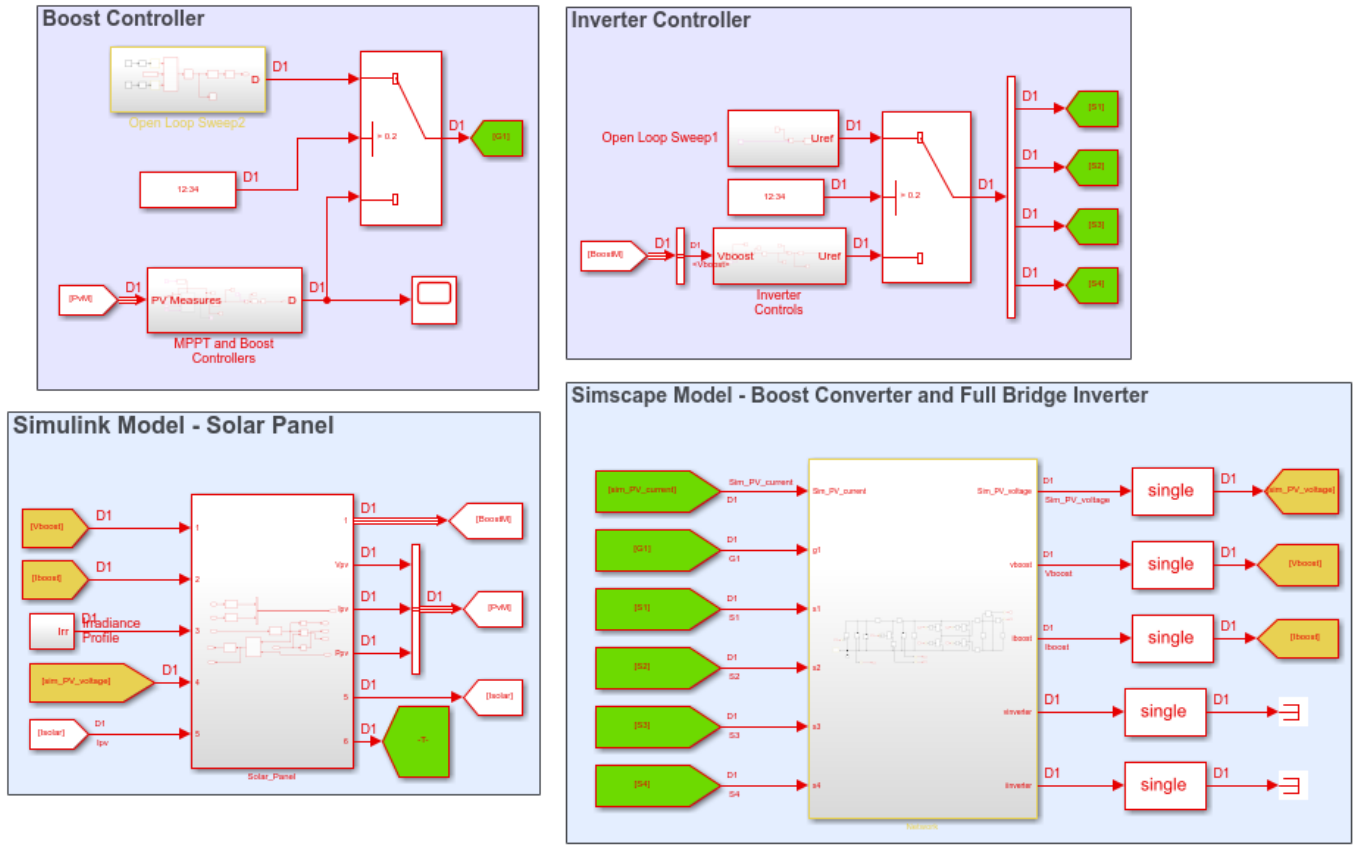 Boost Controller
D
D1
Open Loop Sweep2
> 0.2
D1
[G1]
12:34
D1
[PvM]
D1
PV Measures
D
D1
MPPT and Boost
Controllers
Inverter Controller
Open Loop Sweep1
Uref
D1
12:34
D1
> 0.2
D1
[BoostM]
D1
D1
<Vboost>
Vboost
Uref
D1
Inverter
Controls
D1
[S1]
D1
[S2]
D1
[S3]
D1
[S4]
Simulink Model - Solar Panel
[Vboost]
D1
1
[Iboost]
D1
2
Irr
D1
Irradiance
Profile
3
[sim_PV_voltage]
D1
4
[Isolar]
D1
Ipv
5
Solar_Panel
1
D1
[BoostM]
Vpv
D1
Ipv
D1
Ppv
D1
D1
[PvM]
5
D1
[Isolar]
6
D1
-T-
Simscape Model - Boost Converter and Full Bridge Inverter
[sim_PV_current]
Sim_PV_current
D1
Sim_PV_current
[G1]
D1
G1
g1
[S1]
D1
S1
s1
[S2]
D1
S2
s2
[S3]
D1
S3
s3
[S4]
D1
S4
s4
Sim_PV_voltage
D1
Sim_PV_voltage
single
D1
[sim_PV_voltage]
vboost
D1
Vboost
single
D1
[Vboost]
Iboost
D1
Iboost
single
D1
[Iboost]
D1
single
D1
D1
single
D1